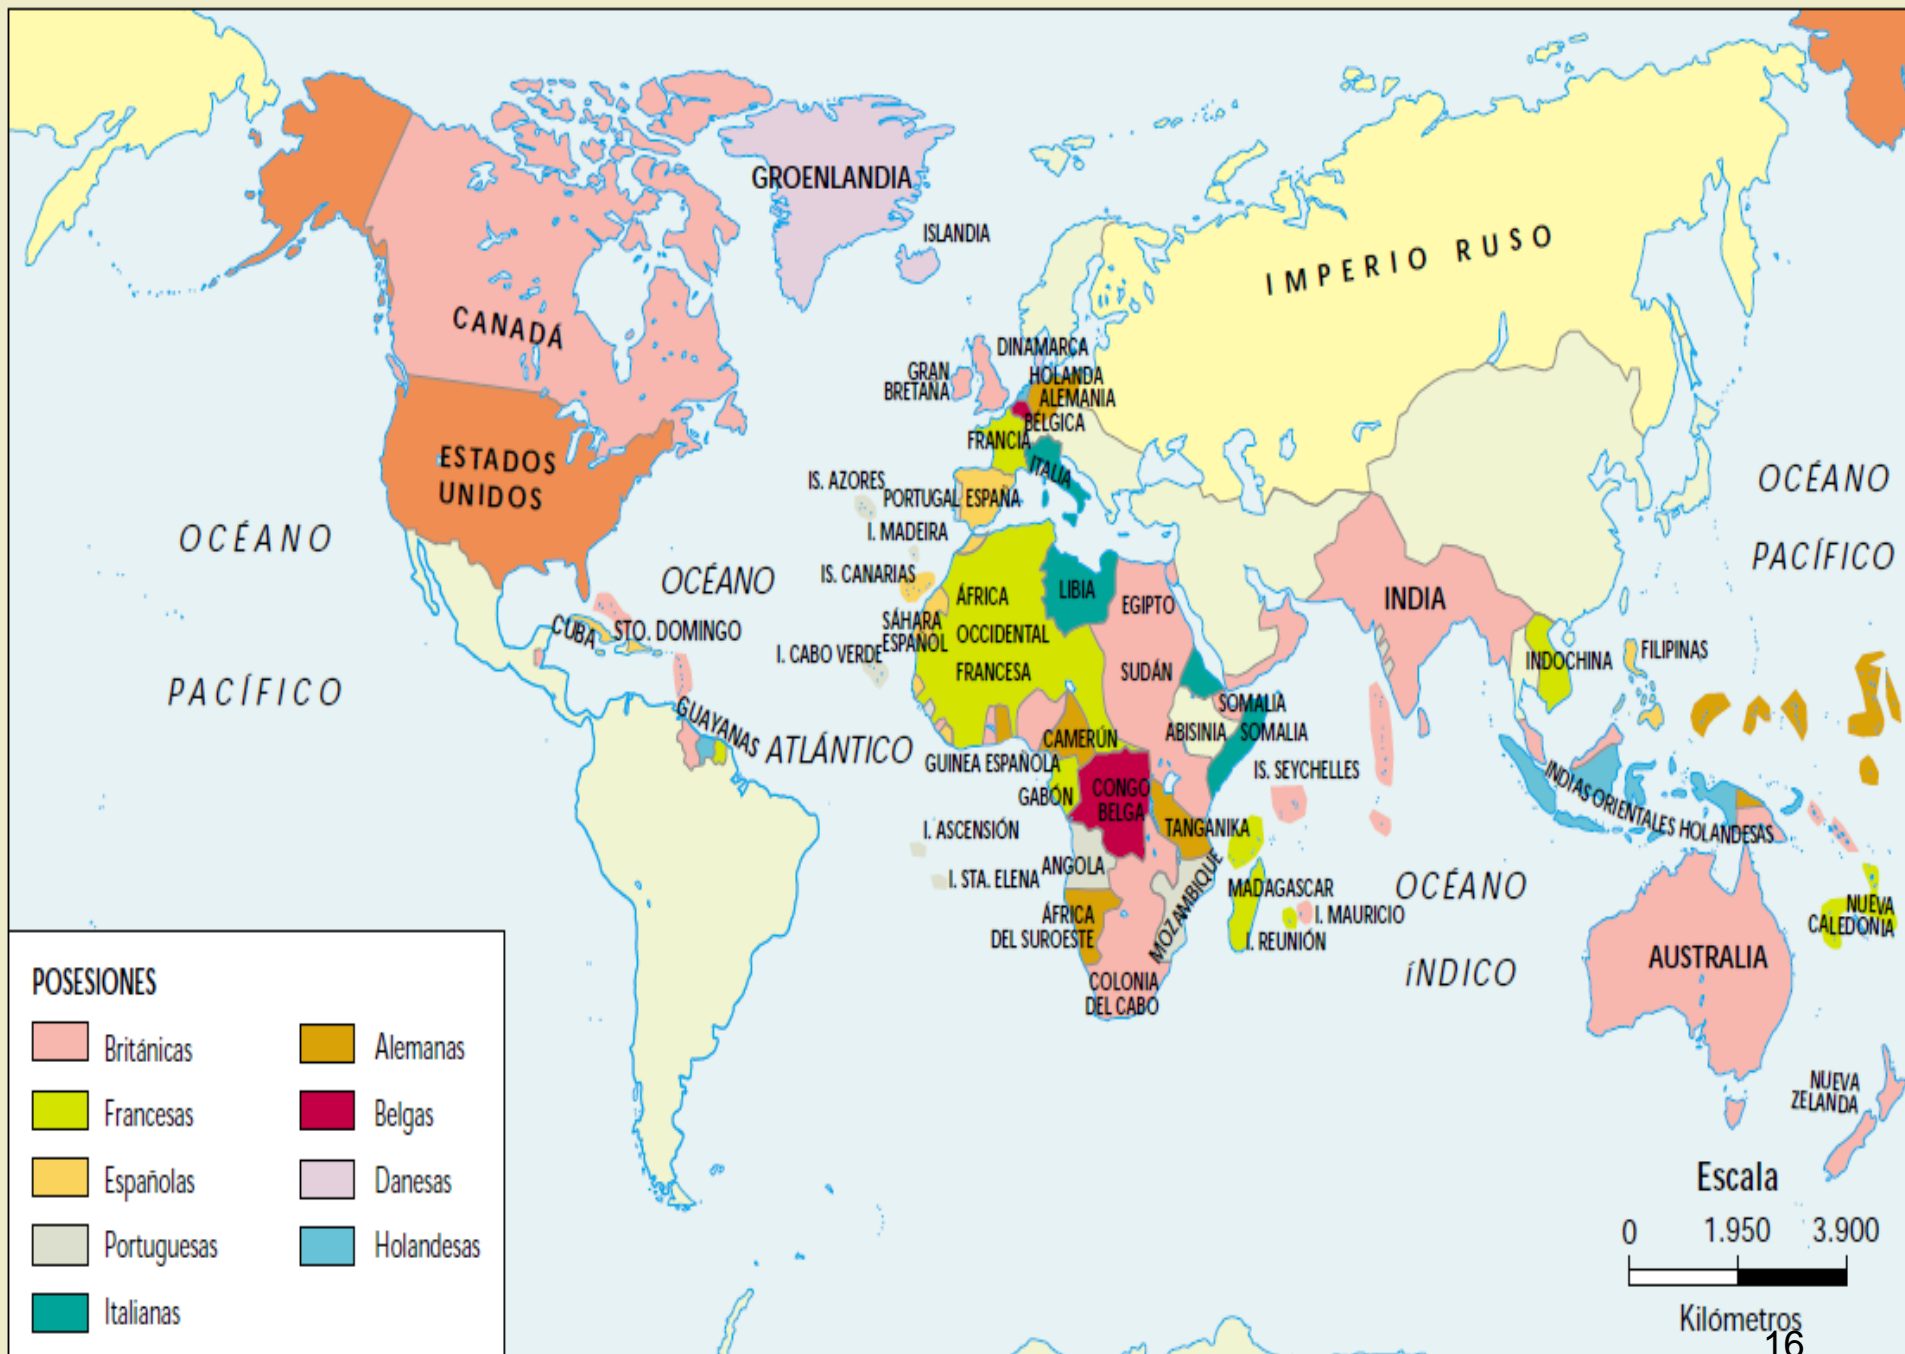 GROENLANDIA
ISLANDIA
IMPERIO RUSO
CANADÁ
DINAMARCA
GRAN
BRETAÑA
HOLANDA
ALEMANIA
BÉLGICA
FRANCIA
ITALIA
ESTADOS
UNIDOS
IS. AZORES
PORTUGAL
ESPAÑA
I. MADEIRA
IS. CANARIAS
OCÉANO
PACÍFICO
OCÉANO
ATLÁNTICO
OCÉANO
PACÍFICO
CUBA
STO. DOMINGO
I. CABO VERDE
SÁHARA
ESPAÑOL
ÁFRICA
OCCIDENTAL
FRANCESA
LIBIA
EGIPTO
SUDÁN
INDIA
INDOCHINA
FILIPINAS
GUAYANAS
SOMALIA
ABISINIA
SOMALIA
CAMERÚN
GUINEA ESPAÑOLA
GABÓN
CONGO
BELGA
IS. SEYCHELLES
INDIAS ORIENTALES HOLANDESAS
TANGANIKA
I. ASCENSIÓN
I. STA. ELENA
ANGOLA
MOZAMBIQUE
MADAGASCAR
I. MAURICIO
I. REUNIÓN
ÁFRICA
DEL SUROESTE
COLONIA
DEL CABO
OCÉANO
íNDICO
NUEVA
CALEDONIA
AUSTRALIA
NUEVA
ZELANDA
POSESIONES
Británicas
Francesas
Españolas
Portuguesas
Italianas
Alemanas
Belgas
Danesas
Holandesas
Escala
0 1.950 3.900
Kilómetros
16